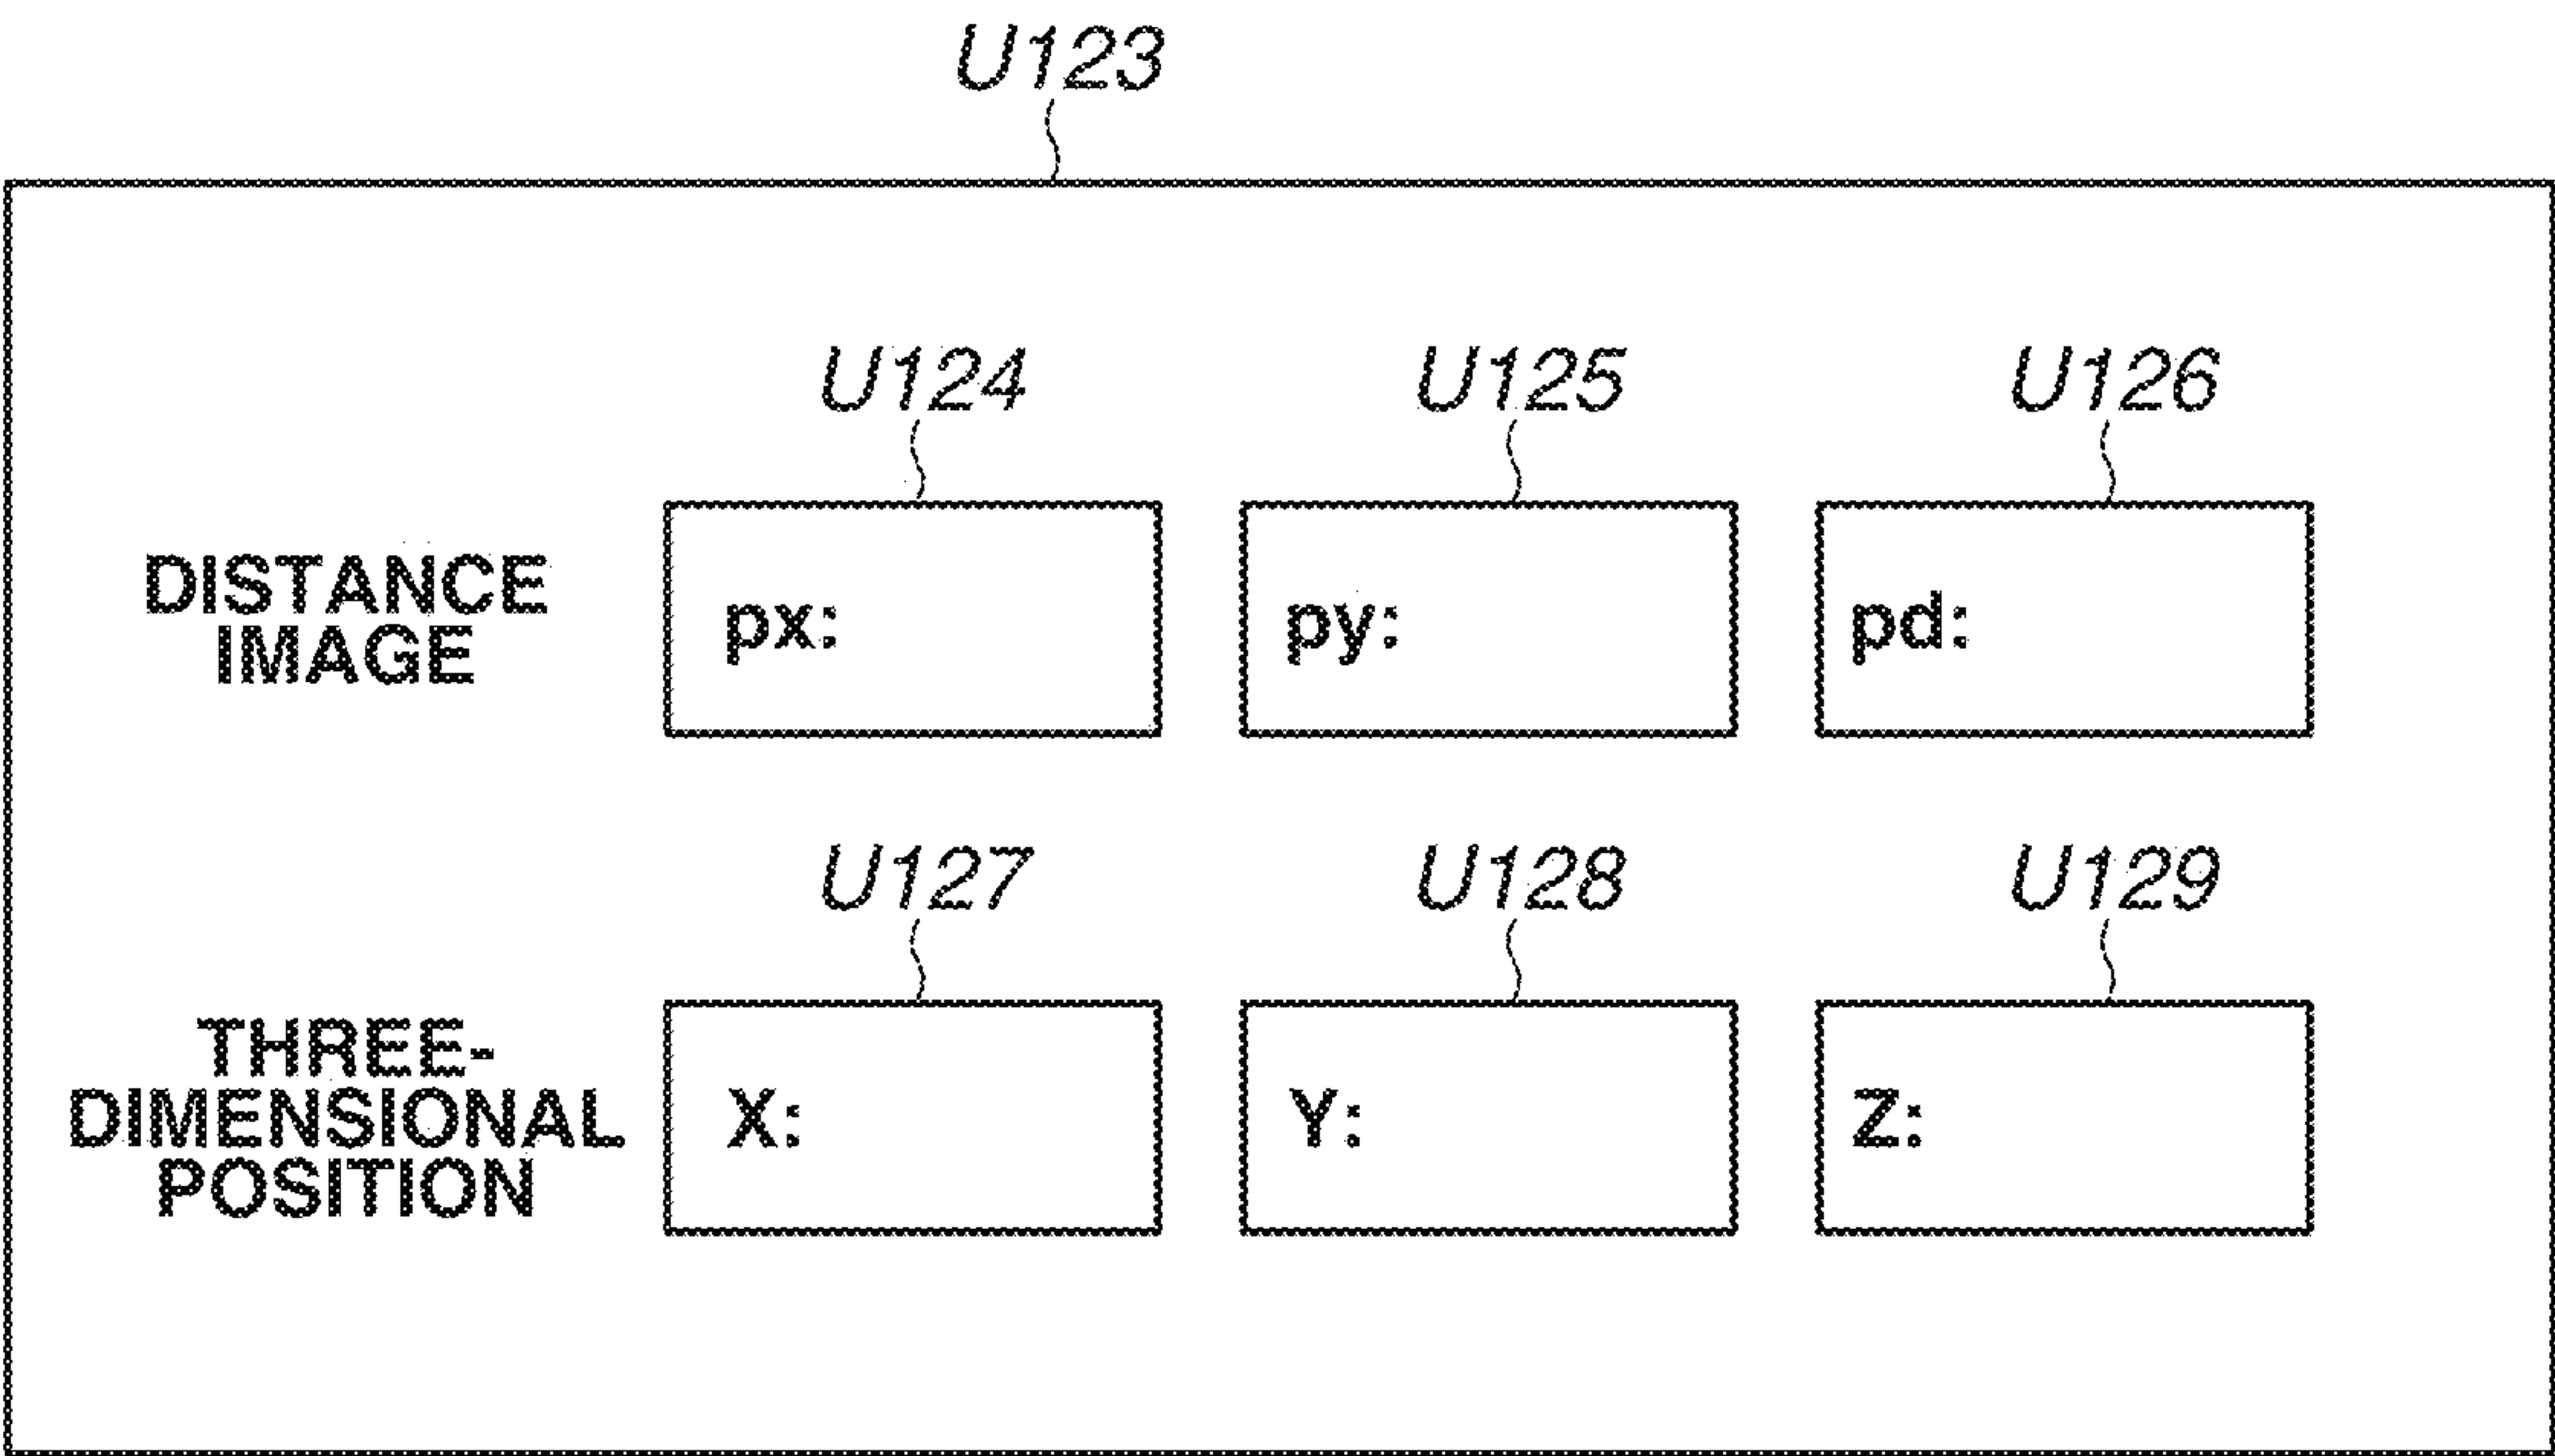 U123
U124 U125 U126
DISTANCE
IMAGE
px: py: pd:
U127 U128 U129
THREE-
DIMENSIONAL
POSITION
X: Y: Z: